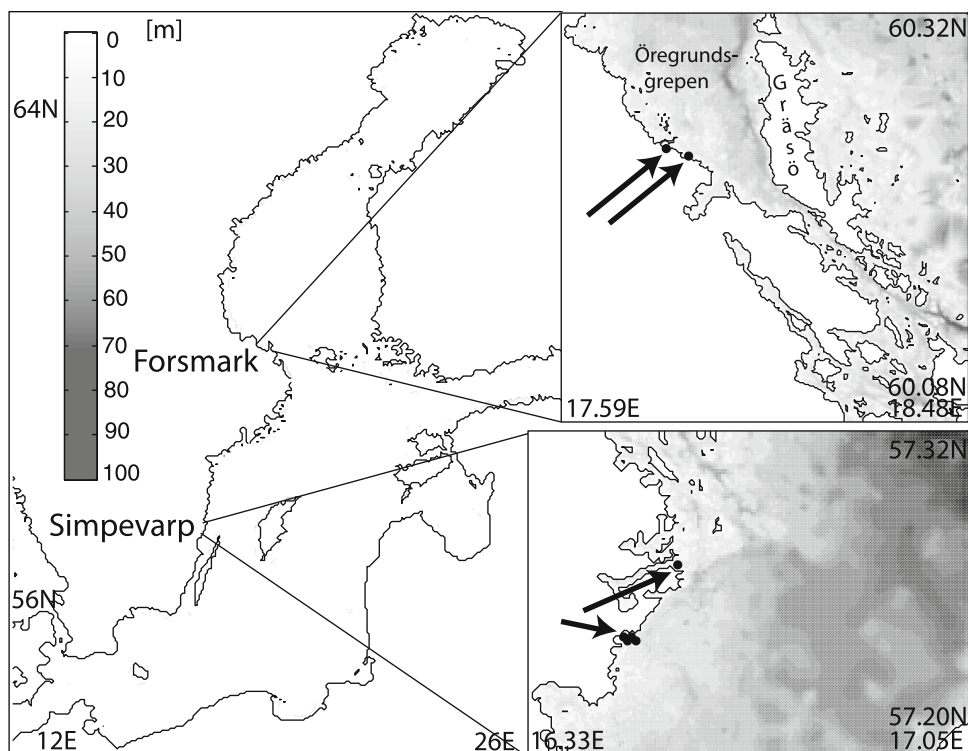 [m]
0
10
20
30
40
50
60
70
80
90
100
64N
56N
12E
26E
Forsmark
Simpevarp
60.32N
Öregrunds-
grepen
Gräsö
60.08N
17.59E
18.48E
57.32N
57.20N
16.33E
17.05E